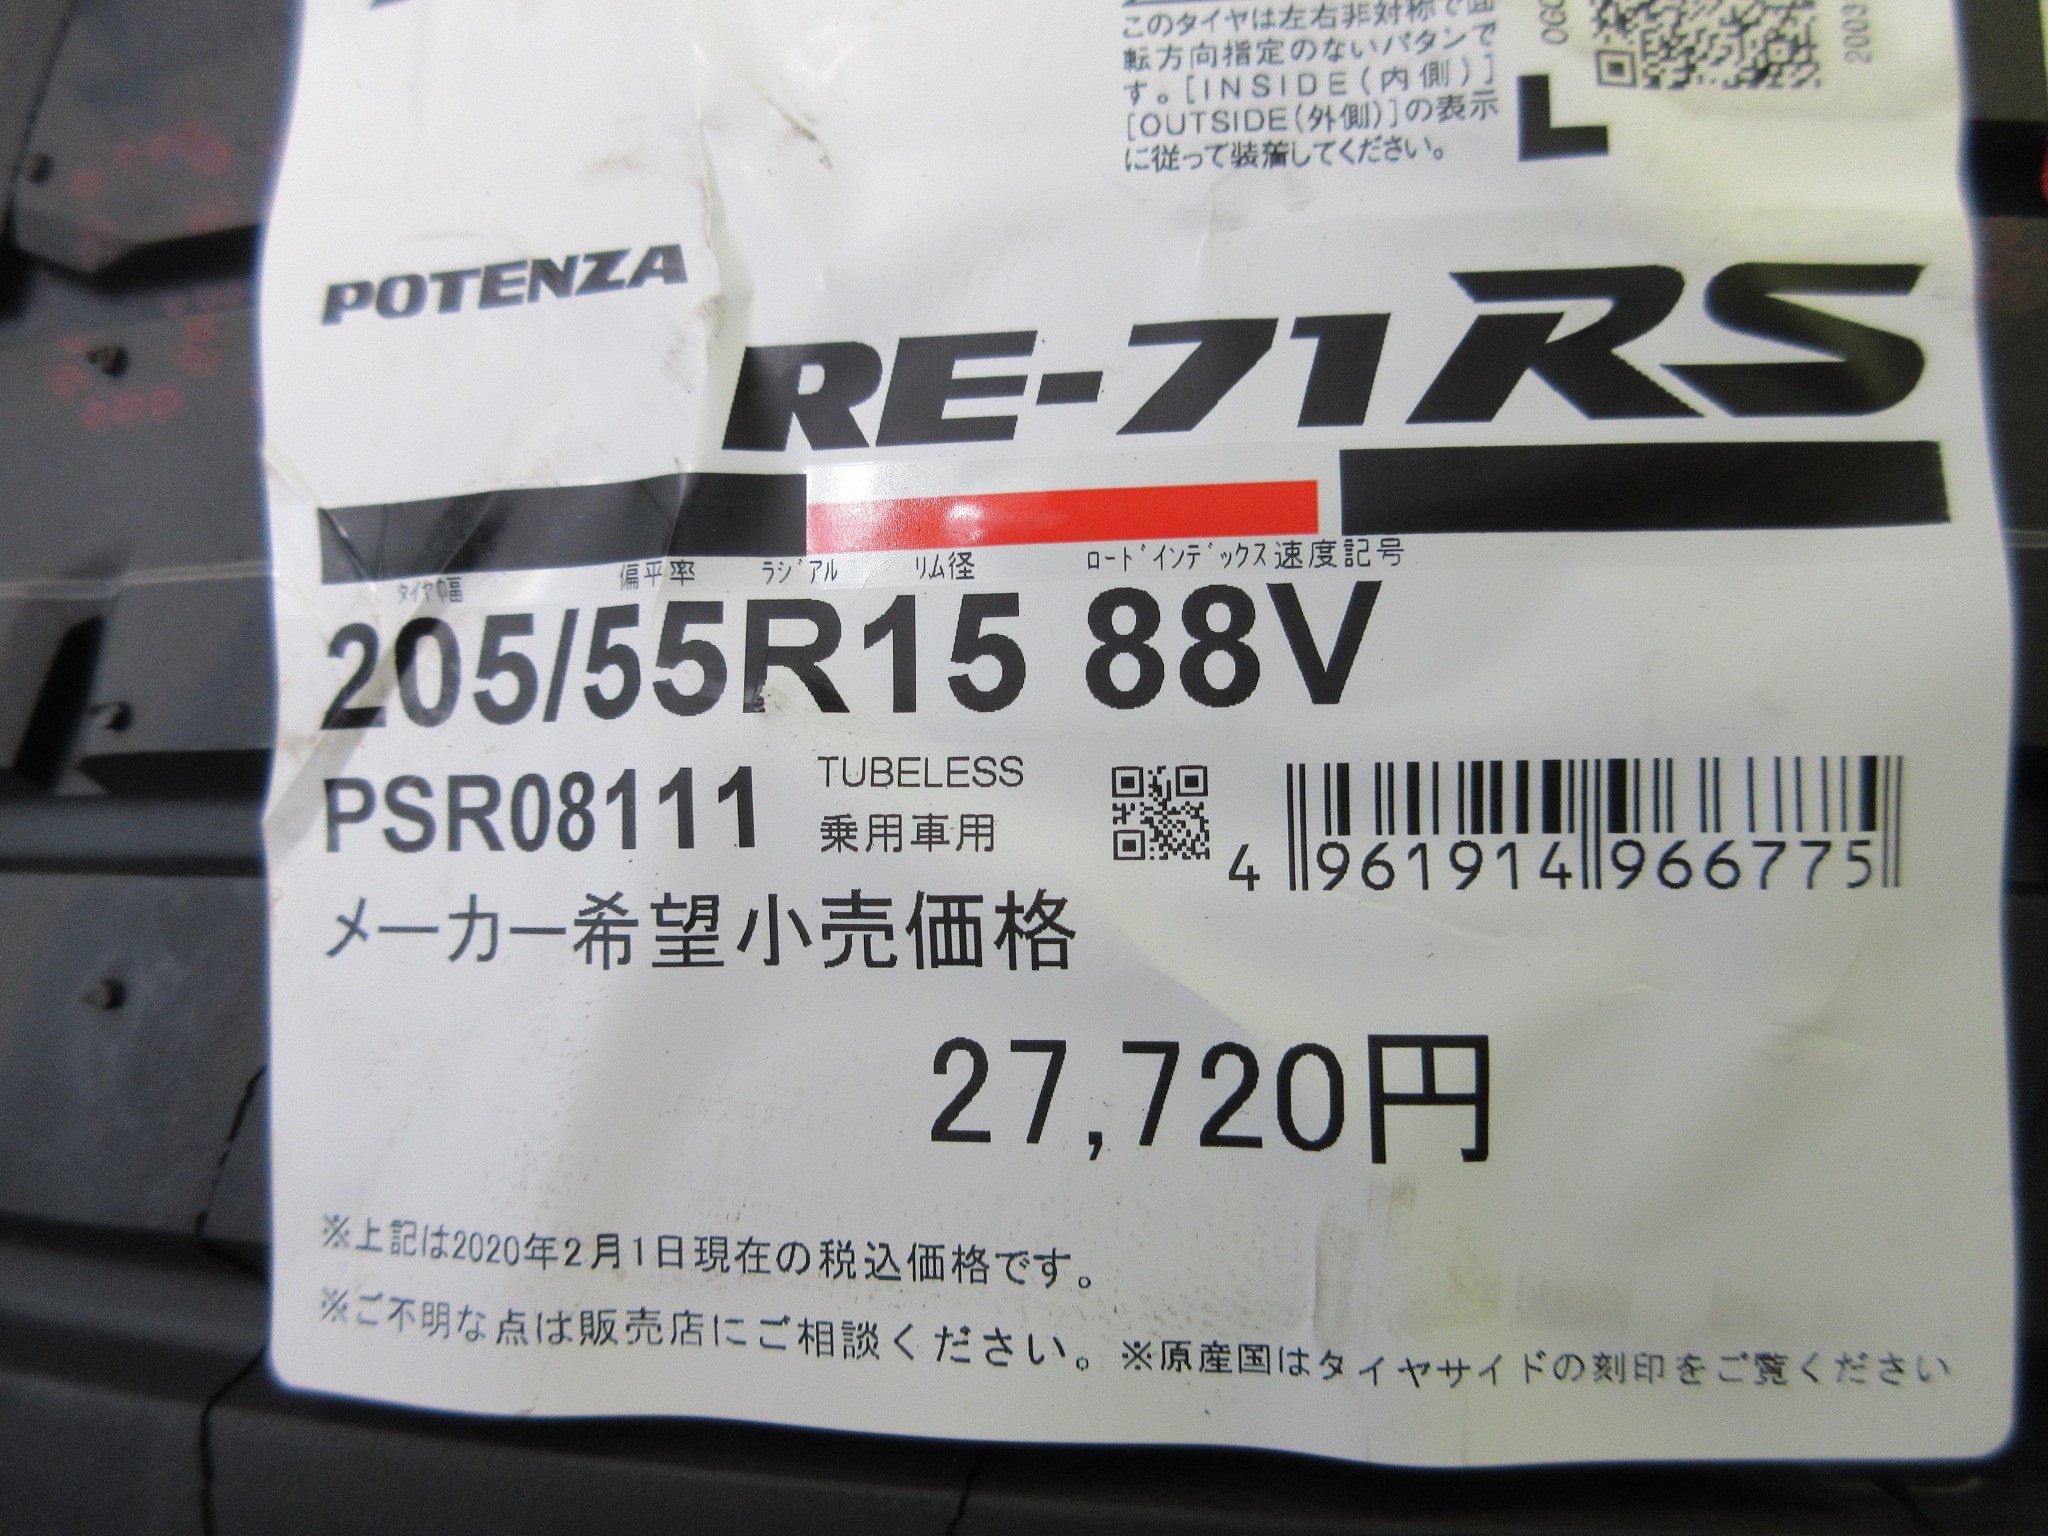 このタイヤは左右非対称で回
転方向指定のないパタンで
す。[INSIDE(内側)]
[OUTSIDE(外側)]の表示
に従って装着してください。
L
2003
POTENZA
RE-71RS
タイヤ巾幅 偏平率 ラジアル リム径 ロードインデックス 速度記号
205/55R15 88V
PSR08111
TUBELESS
乗用車用
4 961914 966775
メーカー希望小売価格
27,720円
※上記は2020年2月1日現在の税込価格です。
※ご不明な点は販売店にご相談ください。※原産国はタイヤサイドの刻印をご覧ください